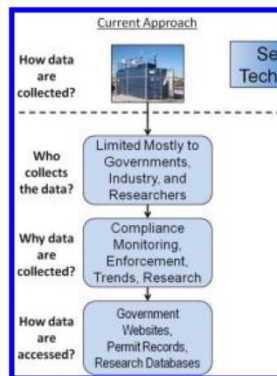 Current Approach
How data
are
collected?
Se
Tech
Who
collects
the data?
Limited Mostly to
Governments,
Industry, and
Researchers
Why data
are
collected?
Compliance
Monitoring,
Enforcement,
Trends, Research
How data
are
accessed?
Government
Websites,
Permit Records,
Research Databases